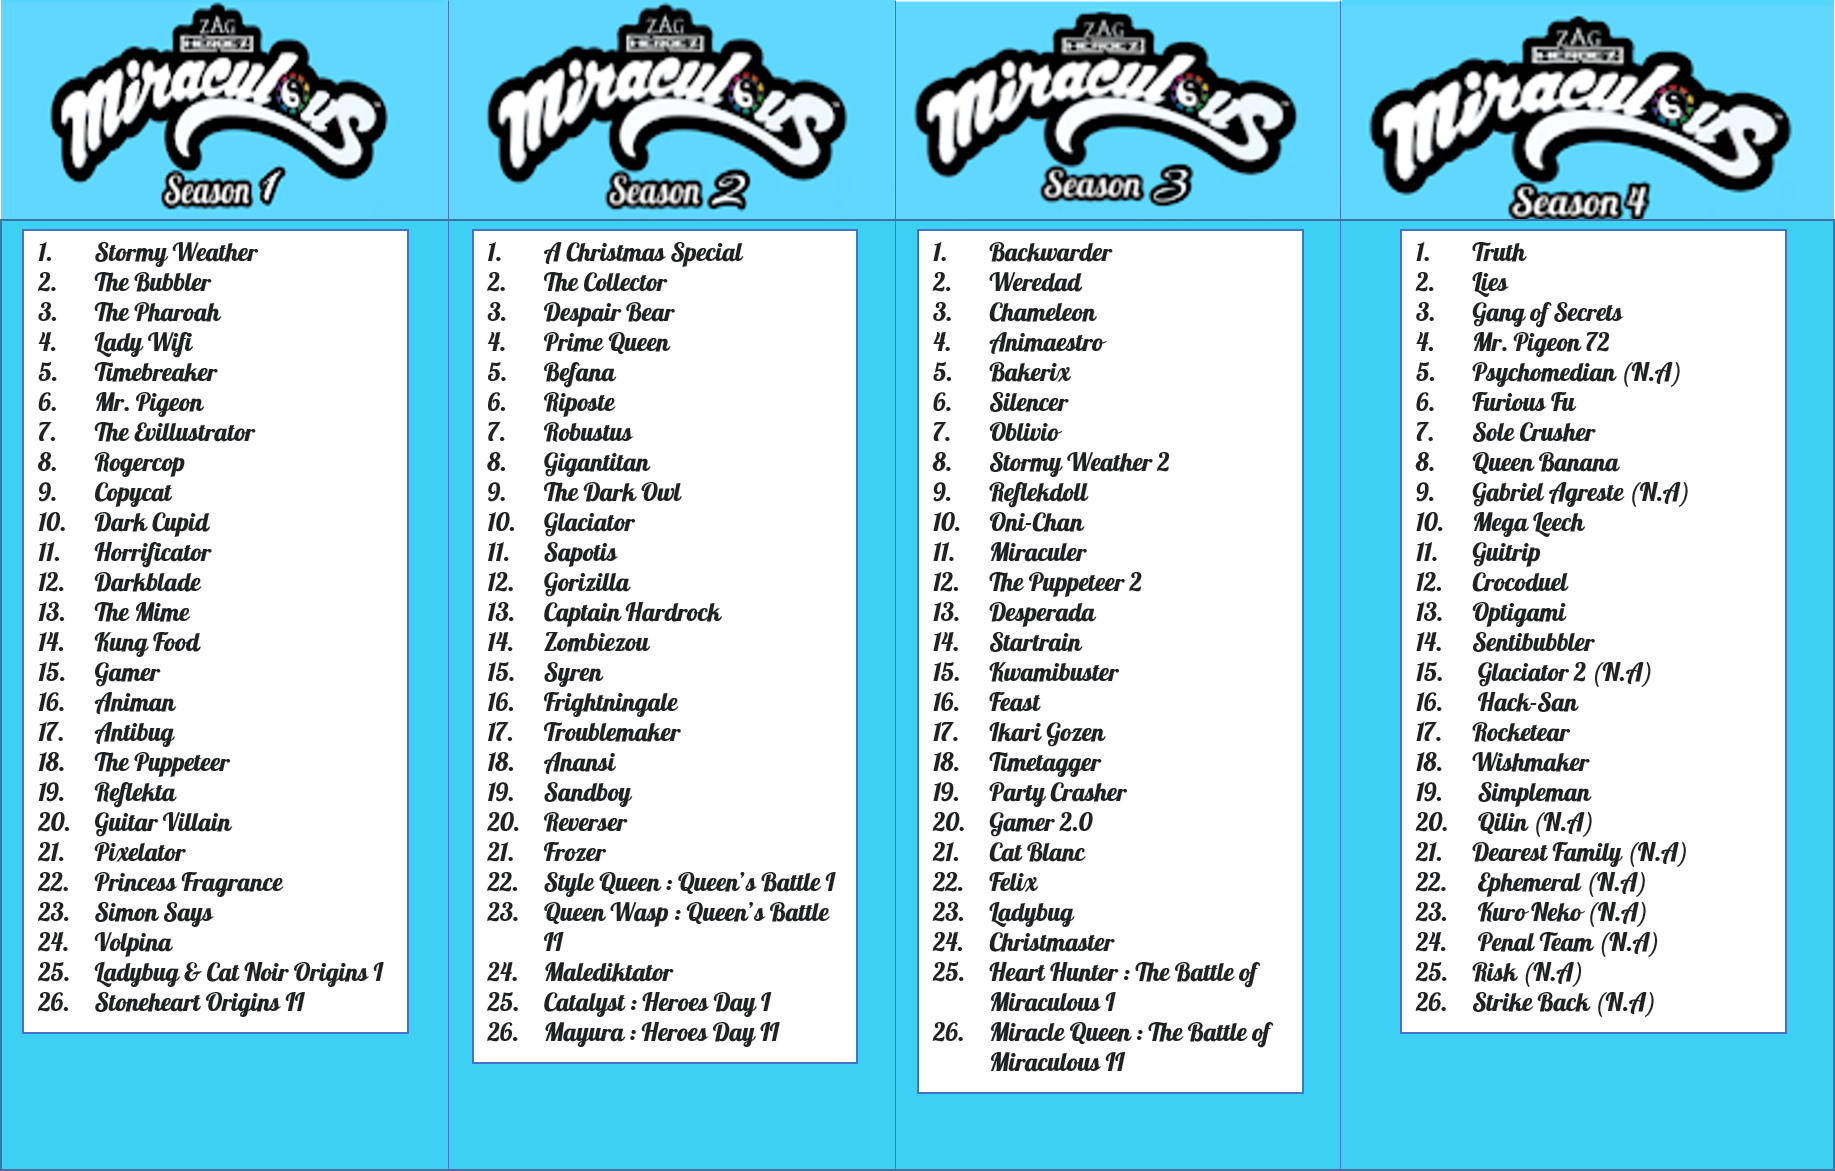 ZAG
HEROEZ
Miraculous
™
Season 1
1. Stormy Weather
2. The Bubbler
3. The Pharoah
4. Lady Wifi
5. Timebreaker
6. Mr. Pigeon
7. The Evillustrator
8. Rogercop
9. Copycat
10. Dark Cupid
11. Horrificator
12. Darkblade
13. The Mime
14. Kung Food
15. Gamer
16. Animan
17. Antibug
18. The Puppeteer
19. Reflekta
20. Guitar Villain
21. Pixelator
22. Princess Fragrance
23. Simon Says
24. Volpina
25. Ladybug & Cat Noir Origins I
26. Stoneheart Origins II
ZAG
HEROEZ
Miraculous
™
Season 2
1. A Christmas Special
2. The Collector
3. Despair Bear
4. Prime Queen
5. Befana
6. Riposte
7. Robustus
8. Gigantitan
9. The Dark Owl
10. Glaciator
11. Sapotis
12. Gorizilla
13. Captain Hardrock
14. Zombiezou
15. Syren
16. Frightningale
17. Troublemaker
18. Anansi
19. Sandboy
20. Reverser
21. Frozer
22. Style Queen : Queen's Battle I
23. Queen Wasp : Queen's Battle
II
24. Malediktator
25. Catalyst : Heroes Day I
26. Mayura : Heroes Day II
ZAG
HEROEZ
Miraculous
™
Season 3
1. Backwarder
2. Weredad
3. Chameleon
4. Animaestro
5. Bakerix
6. Silencer
7. Oblivio
8. Stormy Weather 2
9. Reflekdoll
10. Oni-Chan
11. Miraculer
12. The Puppeteer 2
13. Desperada
14. Startrain
15. Kwamibuster
16. Feast
17. Ikari Gozen
18. Timetagger
19. Party Crasher
20. Gamer 2.0
21. Cat Blanc
22. Felix
23. Ladybug
24. Christmaster
25. Heart Hunter : The Battle of
Miraculous I
26. Miracle Queen : The Battle of
Miraculous II
ZAG
HEROEZ
Miraculous
™
Season 4
1. Truth
2. Lies
3. Gang of Secrets
4. Mr. Pigeon 72
5. Psychomedian (N.A)
6. Furious Fu
7. Sole Crusher
8. Queen Banana
9. Gabriel Agreste (N.A)
10. Mega Leech
11. Guitrip
12. Crocoduel
13. Optigami
14. Sentibubbler
15. Glaciator 2 (N.A)
16. Hack-San
17. Rocketear
18. Wishmaker
19. Simpleman
20. Qilin (N.A)
21. Dearest Family (N.A)
22. Ephemeral (N.A)
23. Kuro Neko (N.A)
24. Penal Team (N.A)
25. Risk (N.A)
26. Strike Back (N.A)